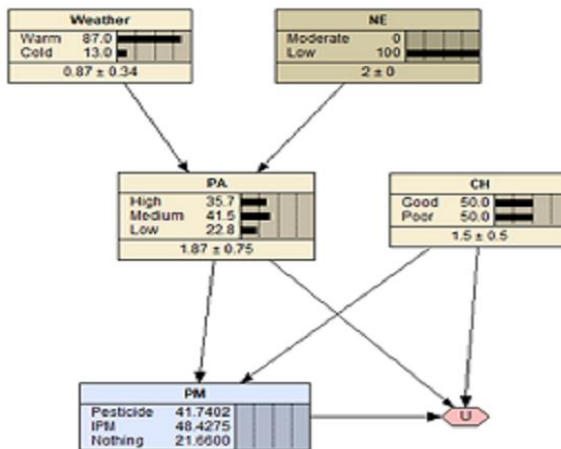 Weather
Warm 87.0
Cold 13.0
0.87 ± 0.34
NE
Moderate 0
Low 100
2 ± 0
PA
High 35.7
Medium 41.5
Low 22.8
1.87 ± 0.75
CH
Good 50.0
Poor 50.0
1.5 ± 0.5
PM
Pesticide 41.7402
IPM 48.4275
Nothing 21.6600
U